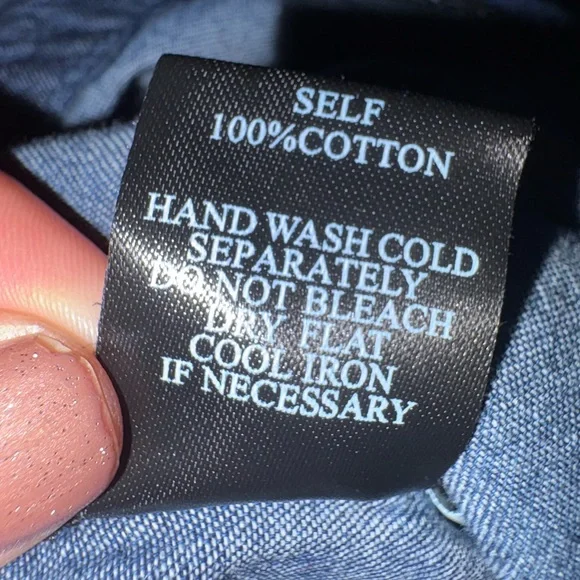 SELF
100%COTTON
HAND WASH COLD
SEPARATELY
DO NOT BLEACH
DRY FLAT
COOL IRON
IF NECESSARY